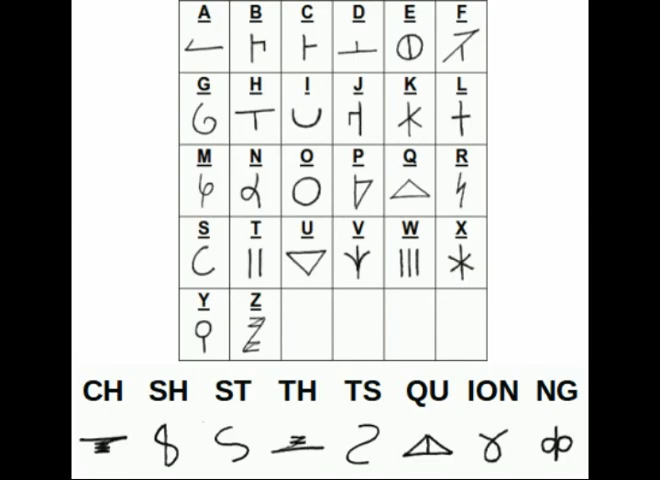 A B C D E F
G H I J K L
M N O P Q R
S T U V W X
Y Z
CH SH ST TH TS QU ION NG